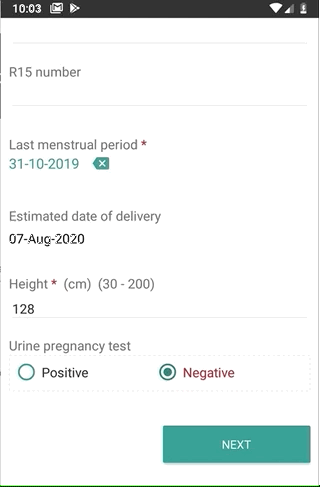 10:03
R15 number
Last menstrual period *
31-10-2019
Estimated date of delivery
07-Aug-2020
Height * (cm) (30 - 200)
128
Urine pregnancy test
Positive
Negative
NEXT